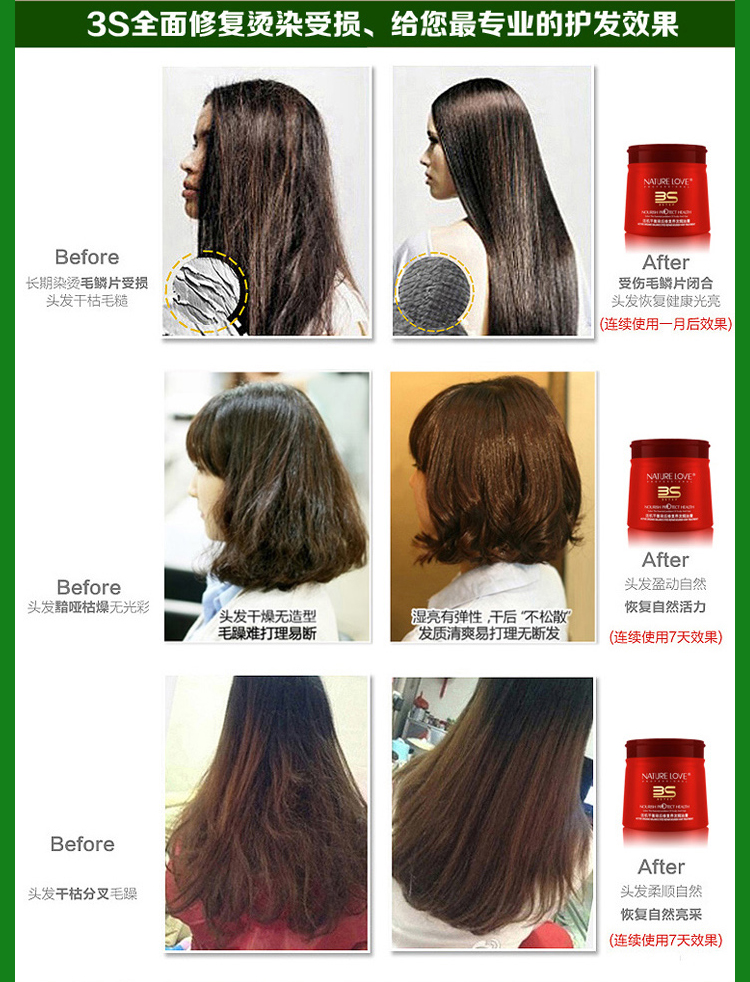 3S全面修复烫染受损、给您最专业的护发效果
Before
长期染烫毛鳞片受损
头发干枯毛糙
NATURE LOVE®
PROFESSIONAL
3S
NOURISH PROTECT HEALTH
After
受伤毛鳞片闭合
头发恢复健康光亮
(连续使用一月后效果)
Before
头发黯哑枯燥无光彩
头发干燥无造型
毛躁难打理易断
湿亮有弹性,干后“不松散”
发质清爽易打理无断发
NATURE LOVE®
PROFESSIONAL
3S
NOURISH PROTECT HEALTH
After
头发盈动自然
恢复自然活力
(连续使用7天效果)
Before
头发干枯分叉毛躁
NATURE LOVE®
PROFESSIONAL
3S
NOURISH PROTECT HEALTH
After
头发柔顺自然
恢复自然亮采
(连续使用7天效果)